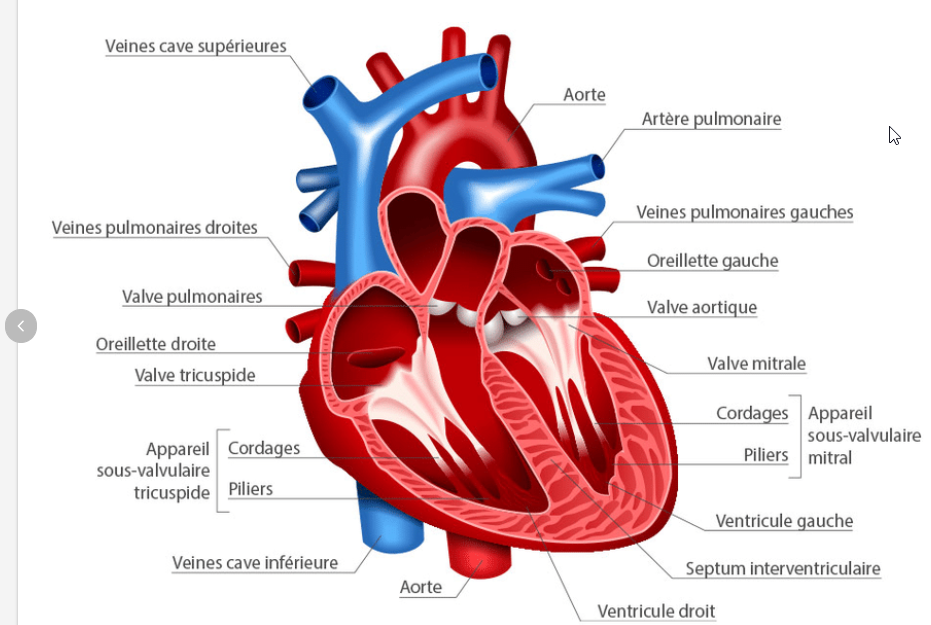 Veines cave supérieures
Aorte
Artère pulmonaire
Veines pulmonaires gauches
Veines pulmonaires droites
Oreillette gauche
Valve pulmonaires
Valve aortique
Oreillette droite
Valve mitrale
Valve tricuspide
Cordages
Appareil
sous-valvulaire
mitral
Piliers
Appareil
sous-valvulaire
tricuspide
Cordages
Piliers
Ventricule gauche
Veines cave inférieure
Septum interventriculaire
Aorte
Ventricule droit